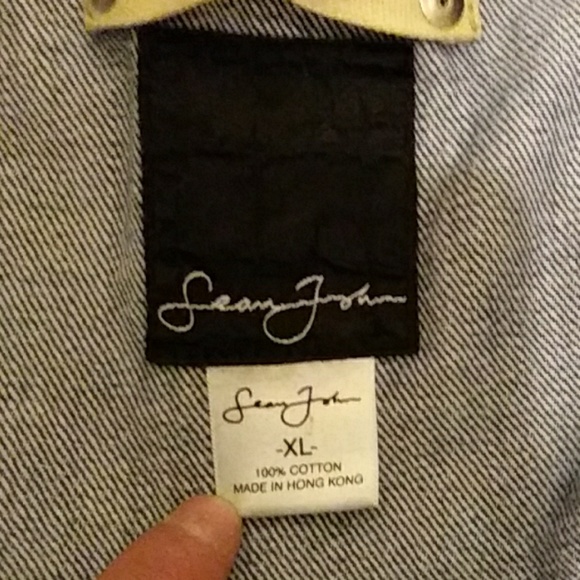 Sean John
Sean John
-XL-
100% COTTON
MADE IN HONG KONG